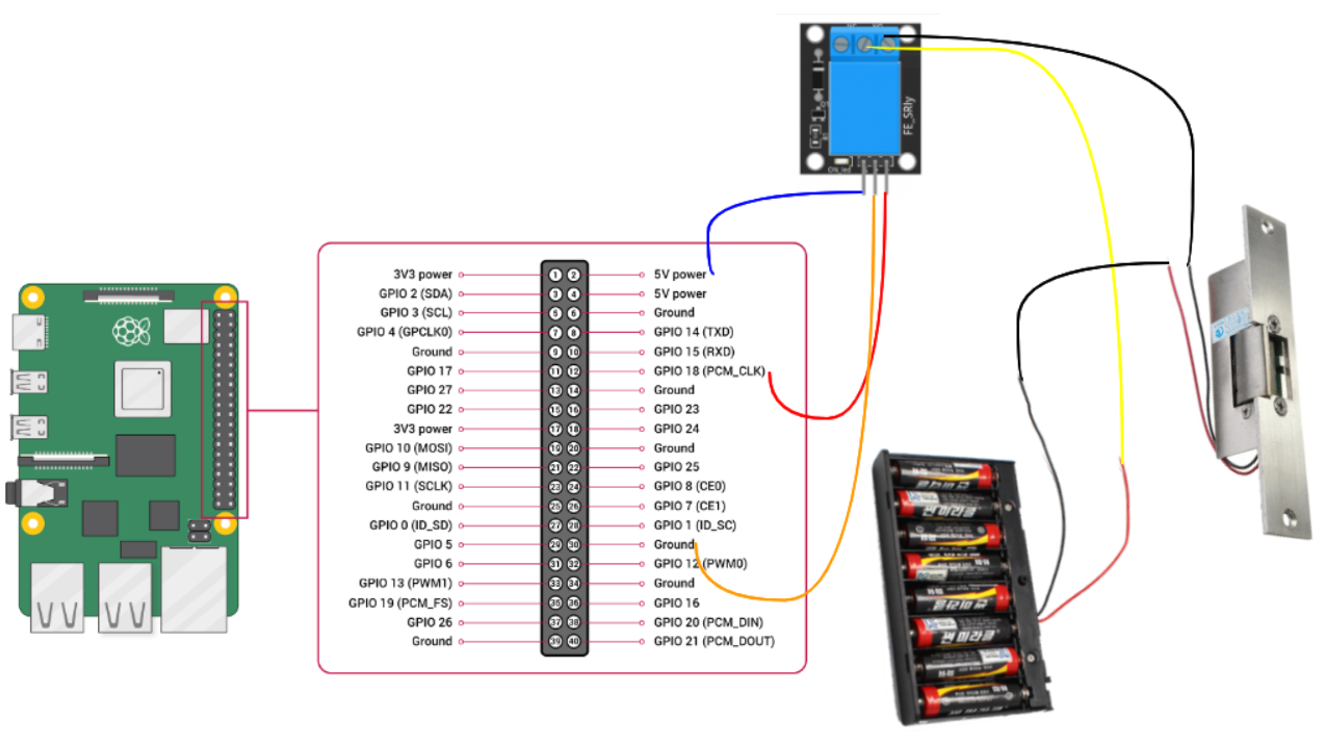 FE_SRly
ON_led
3V3 power 1 2 5V power
GPIO 2 (SDA) 3 4 5V power
GPIO 3 (SCL) 5 6 Ground
GPIO 4 (GPCLK0) 7 8 GPIO 14 (TXD)
Ground 9 10 GPIO 15 (RXD)
GPIO 17 11 12 GPIO 18 (PCM_CLK)
GPIO 27 13 14 Ground
GPIO 22 15 16 GPIO 23
3V3 power 17 18 GPIO 24
GPIO 10 (MOSI) 19 20 Ground
GPIO 9 (MISO) 21 22 GPIO 25
GPIO 11 (SCLK) 23 24 GPIO 8 (CE0)
Ground 25 26 GPIO 7 (CE1)
GPIO 0 (ID_SD) 27 28 GPIO 1 (ID_SC)
GPIO 5 29 30 Ground
GPIO 6 31 32 GPIO 12 (PWM0)
GPIO 13 (PWM1) 33 34 Ground
GPIO 19 (PCM_FS) 35 36 GPIO 16
GPIO 26 37 38 GPIO 20 (PCM_DIN)
Ground 39 40 GPIO 21 (PCM_DOUT)